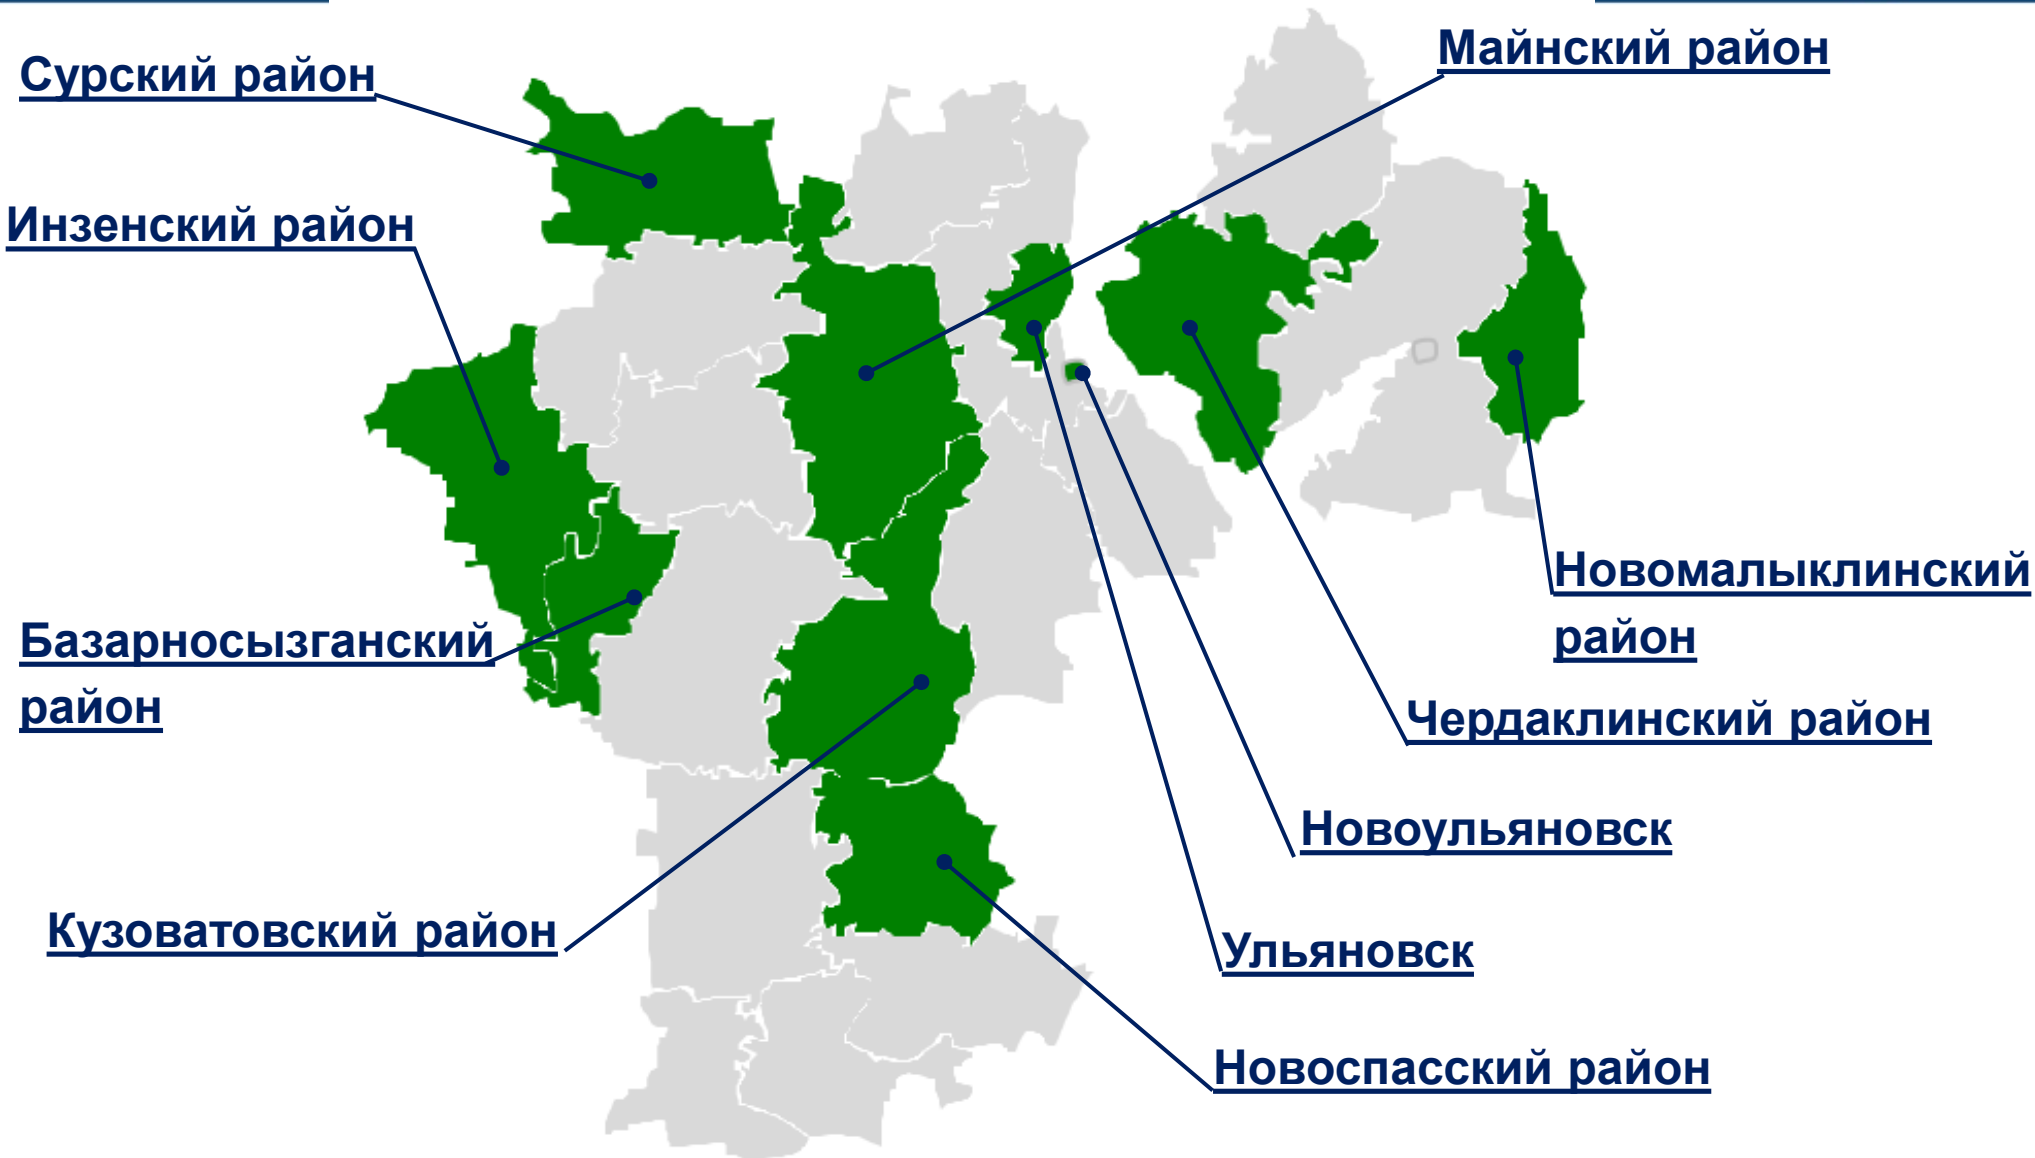 Майнский район
Сурский район
Инзенский район
Новомалыклинский
район
Базарносызганский
район
Чердаклинский район
Новоульяновск
Кузоватовский район
Ульяновск
Новоспасский район